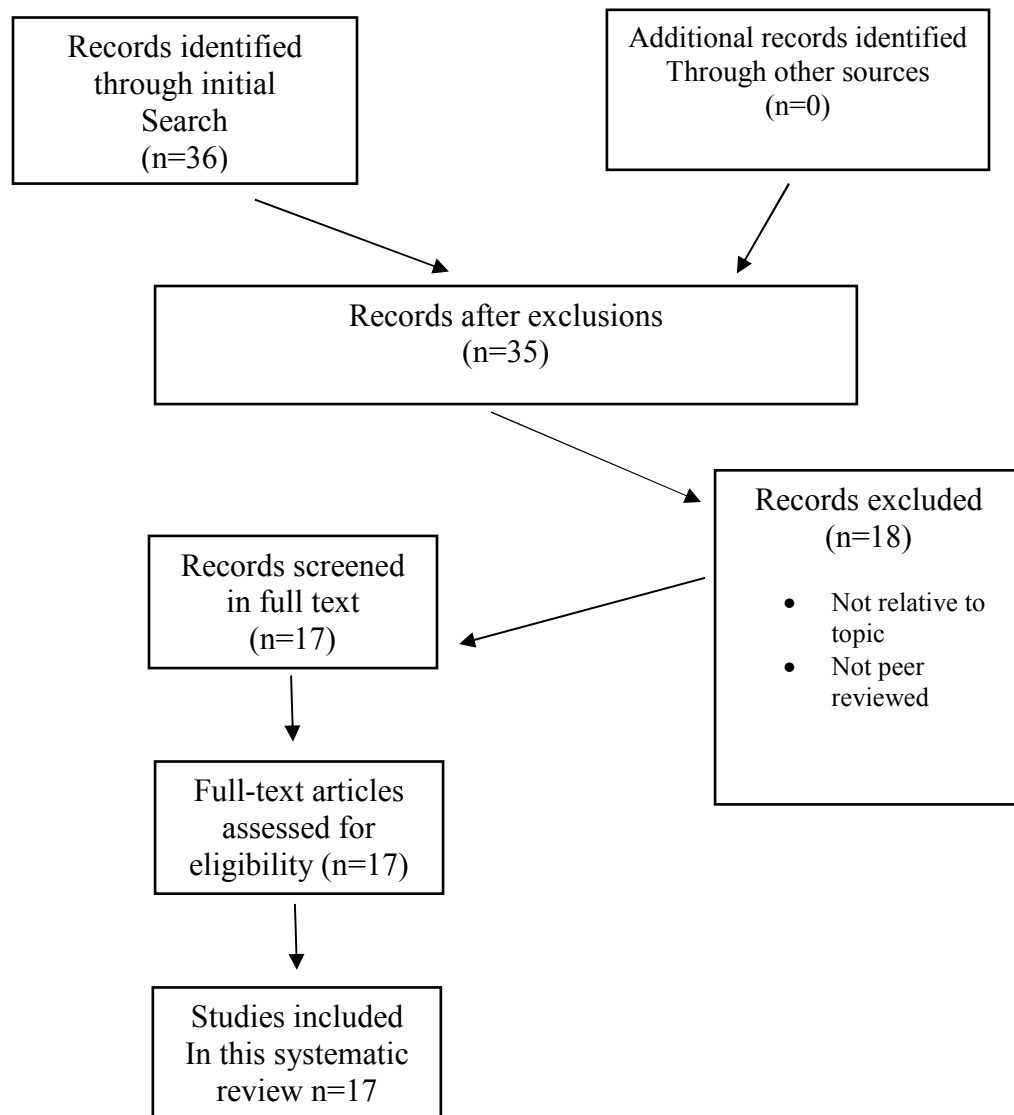 Records identified
through initial
Search
(n=36)
Additional records identified
Through other sources
(n=0)
Records after exclusions
(n=35)
Records excluded
(n=18)
• Not relative to
topic
• Not peer
reviewed
Records screened
in full text
(n=17)
Full-text articles
assessed for
eligibility (n=17)
Studies included
In this systematic
review n=17